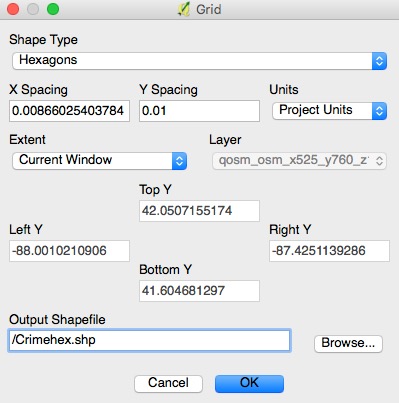 Grid
Shape Type
Hexagons
X Spacing Y Spacing Units
0.00866025403784 0.01 Project Units
Extent Layer
Current Window qosm_osm_x525_y760_z
Top Y
42.0507155174
Left Y Right Y
-88.0010210906 -87.4251139286
Bottom Y
41.604681297
Output Shapefile
/Crimehex.shp Browse...
Cancel OK